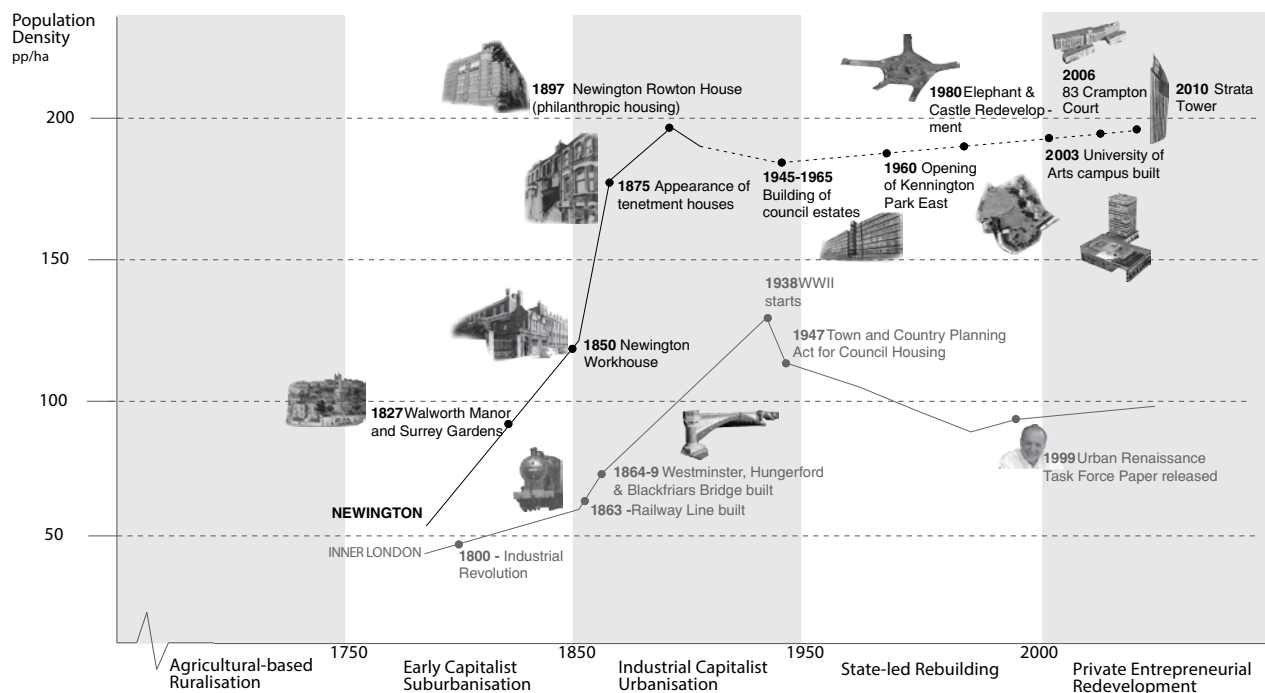 Population
Density
pp/ha
200
150
100
50
1897 Newington Rowton House
(philanthropic housing)
1875 Appearance of
tenetment houses
1850 Newington
Workhouse
1827 Walworth Manor
and Surrey Gardens
NEWINGTON
INNER LONDON
1800 - Industrial
Revolution
1863 -Railway Line built
1864-9 Westminster, Hungerford
& Blackfriars Bridge built
1938 WWII
starts
1947 Town and Country Planning
Act for Council Housing
1945-1965
Building of
council estates
1960 Opening
of Kennington
Park East
1980 Elephant &
Castle Redevelop-
ment
2006
83 Crampton
Court
2010 Strata
Tower
2003 University of
Arts campus built
1999 Urban Renaissance
Task Force Paper released
1750
1850
1950
2000
Agricultural-based
Ruralisation
Early Capitalist
Suburbanisation
Industrial Capitalist
Urbanisation
State-led Rebuilding
Private Entrepreneurial
Redevelopment